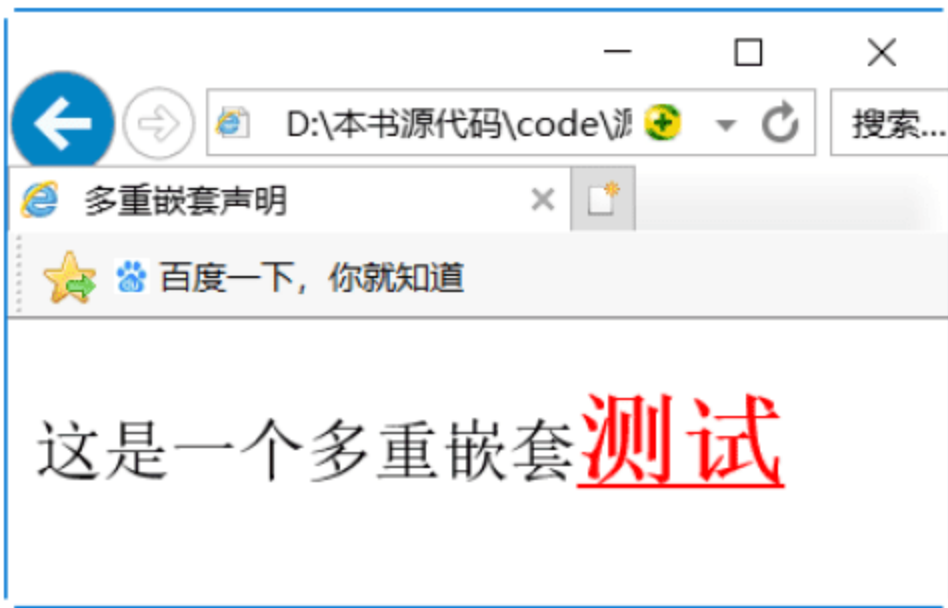 D:\本书源代码\code\测
搜索...
多重嵌套声明
百度一下，你就知道
这是一个多重嵌套测试